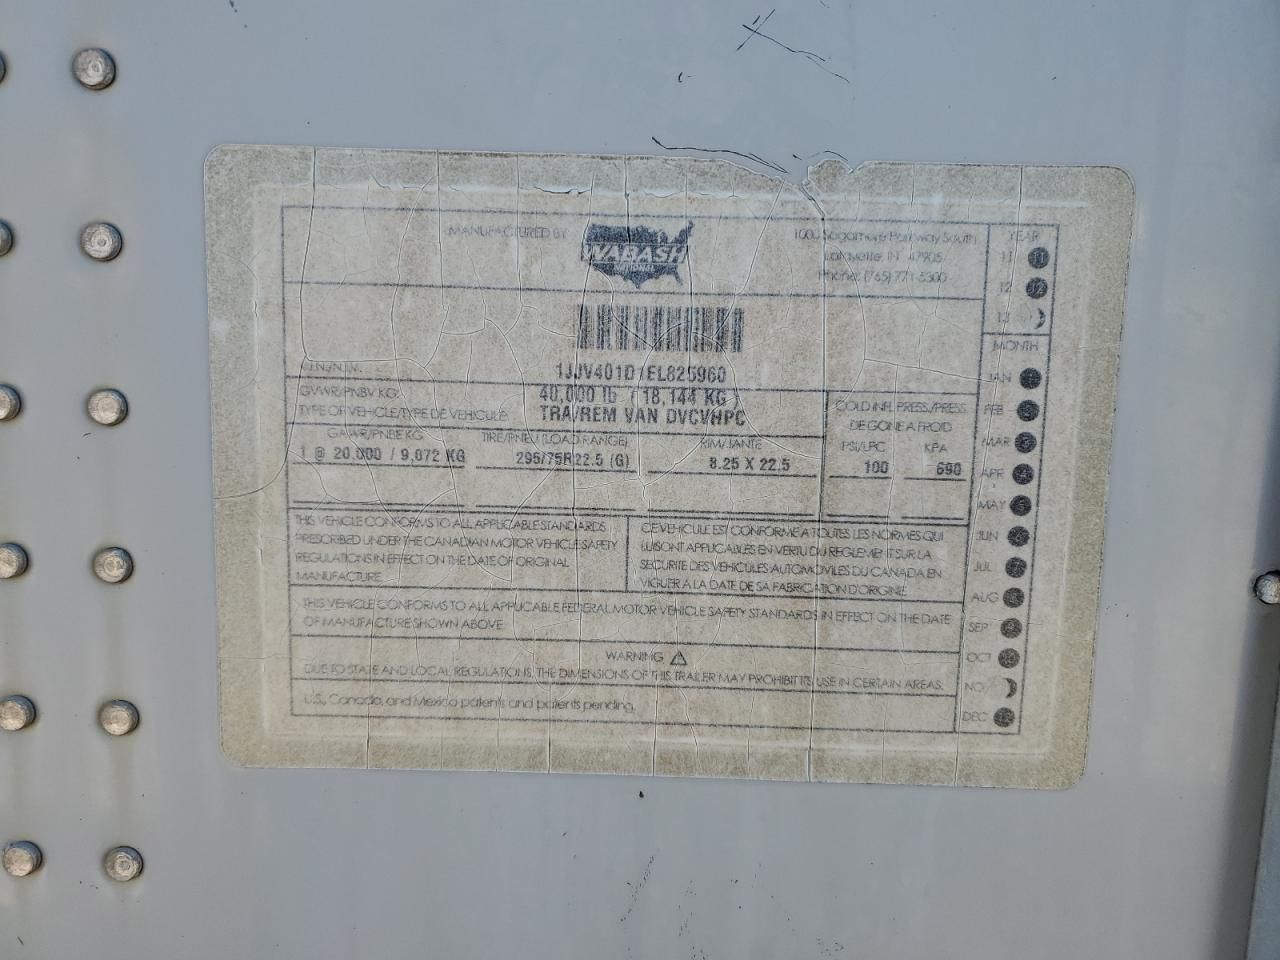 MANUFACTURED BY
WABASH
NATIONAL
1000 Sagamore Parkway South
Lafayette, IN 47905
Phone: (765) 771-5300
YEAR
11 11
12 12
13
V.I.N./N.I.V.
GVWR/PNBV KG: 40,000 lb ( 18,144 KG )
TYPE OF VEHICLE/TYPE DE VEHICULE: TRA/REM VAN DVCVHPC
GAWR/PNBE KG
1 @ 20,000 / 9,072 KG
TIRE/PNEU (LOAD RANGE)
295/75R22.5 (G)
RIM/JANTE
8.25 X 22.5
COLD INFL. PRESS./PRESS.
DE GONF. A FROID
PSI/LPC KPA
100 690
THIS VEHICLE CONFORMS TO ALL APPLICABLE STANDARDS
PRESCRIBED UNDER THE CANADIAN MOTOR VEHICLE SAFETY
REGULATIONS IN EFFECT ON THE DATE OF ORIGINAL
MANUFACTURE.
CE VEHICULE EST CONFORME A TOUTES LES NORMES QUI
LUI SONT APPLICABLES EN VERTU DU REGLEMENT SUR LA
SECURITE DES VEHICULES AUTOMOVILES DU CANADA EN
VIGUER A LA DATE DE SA FABRICATION D'ORIGINE.
THIS VEHICLE CONFORMS TO ALL APPLICABLE FEDERAL MOTOR VEHICLE SAFETY STANDARDS IN EFFECT ON THE DATE
OF MANUFACTURE SHOWN ABOVE.
WARNING
DUE TO STATE AND LOCAL REGULATIONS, THE DIMENSIONS OF THIS TRAILER MAY PROHIBIT ITS USE IN CERTAIN AREAS.
U.S., Canada, and Mexico patents and patents pending.
MONTH
JAN
FEB
MAR
APR
MAY
JUN
JUL
AUG
SEP
OCT
DEC